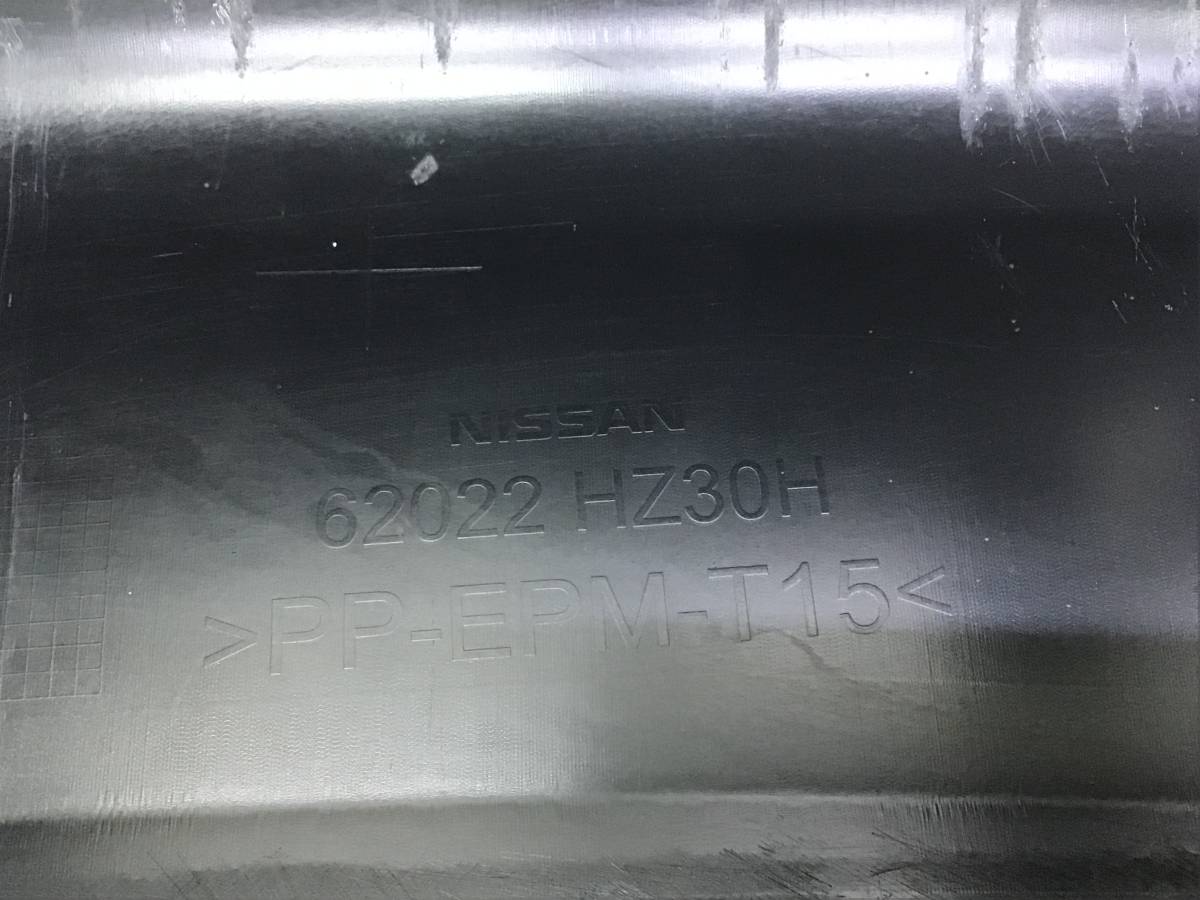 NISSAN
62022 HZ30H
>PP-EPM-T15<